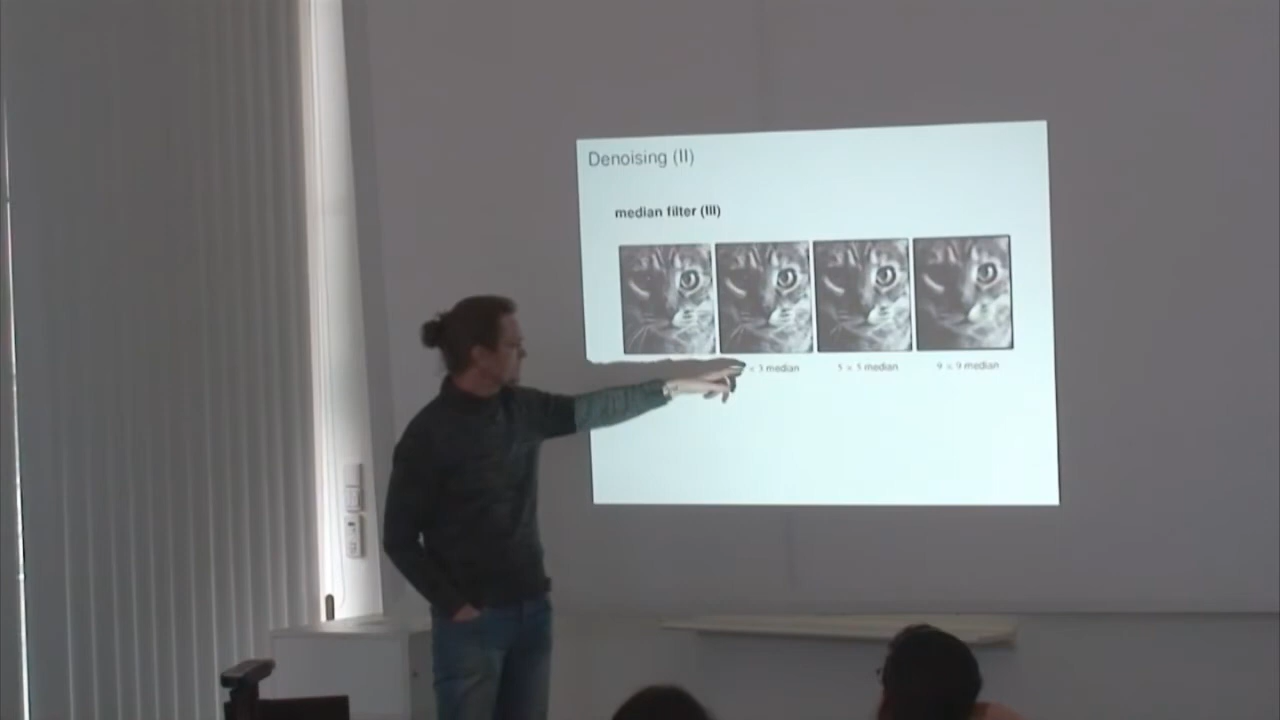 Denoising (II)
median filter (III)
× 3 median
5 × 5 median
9 × 9 median